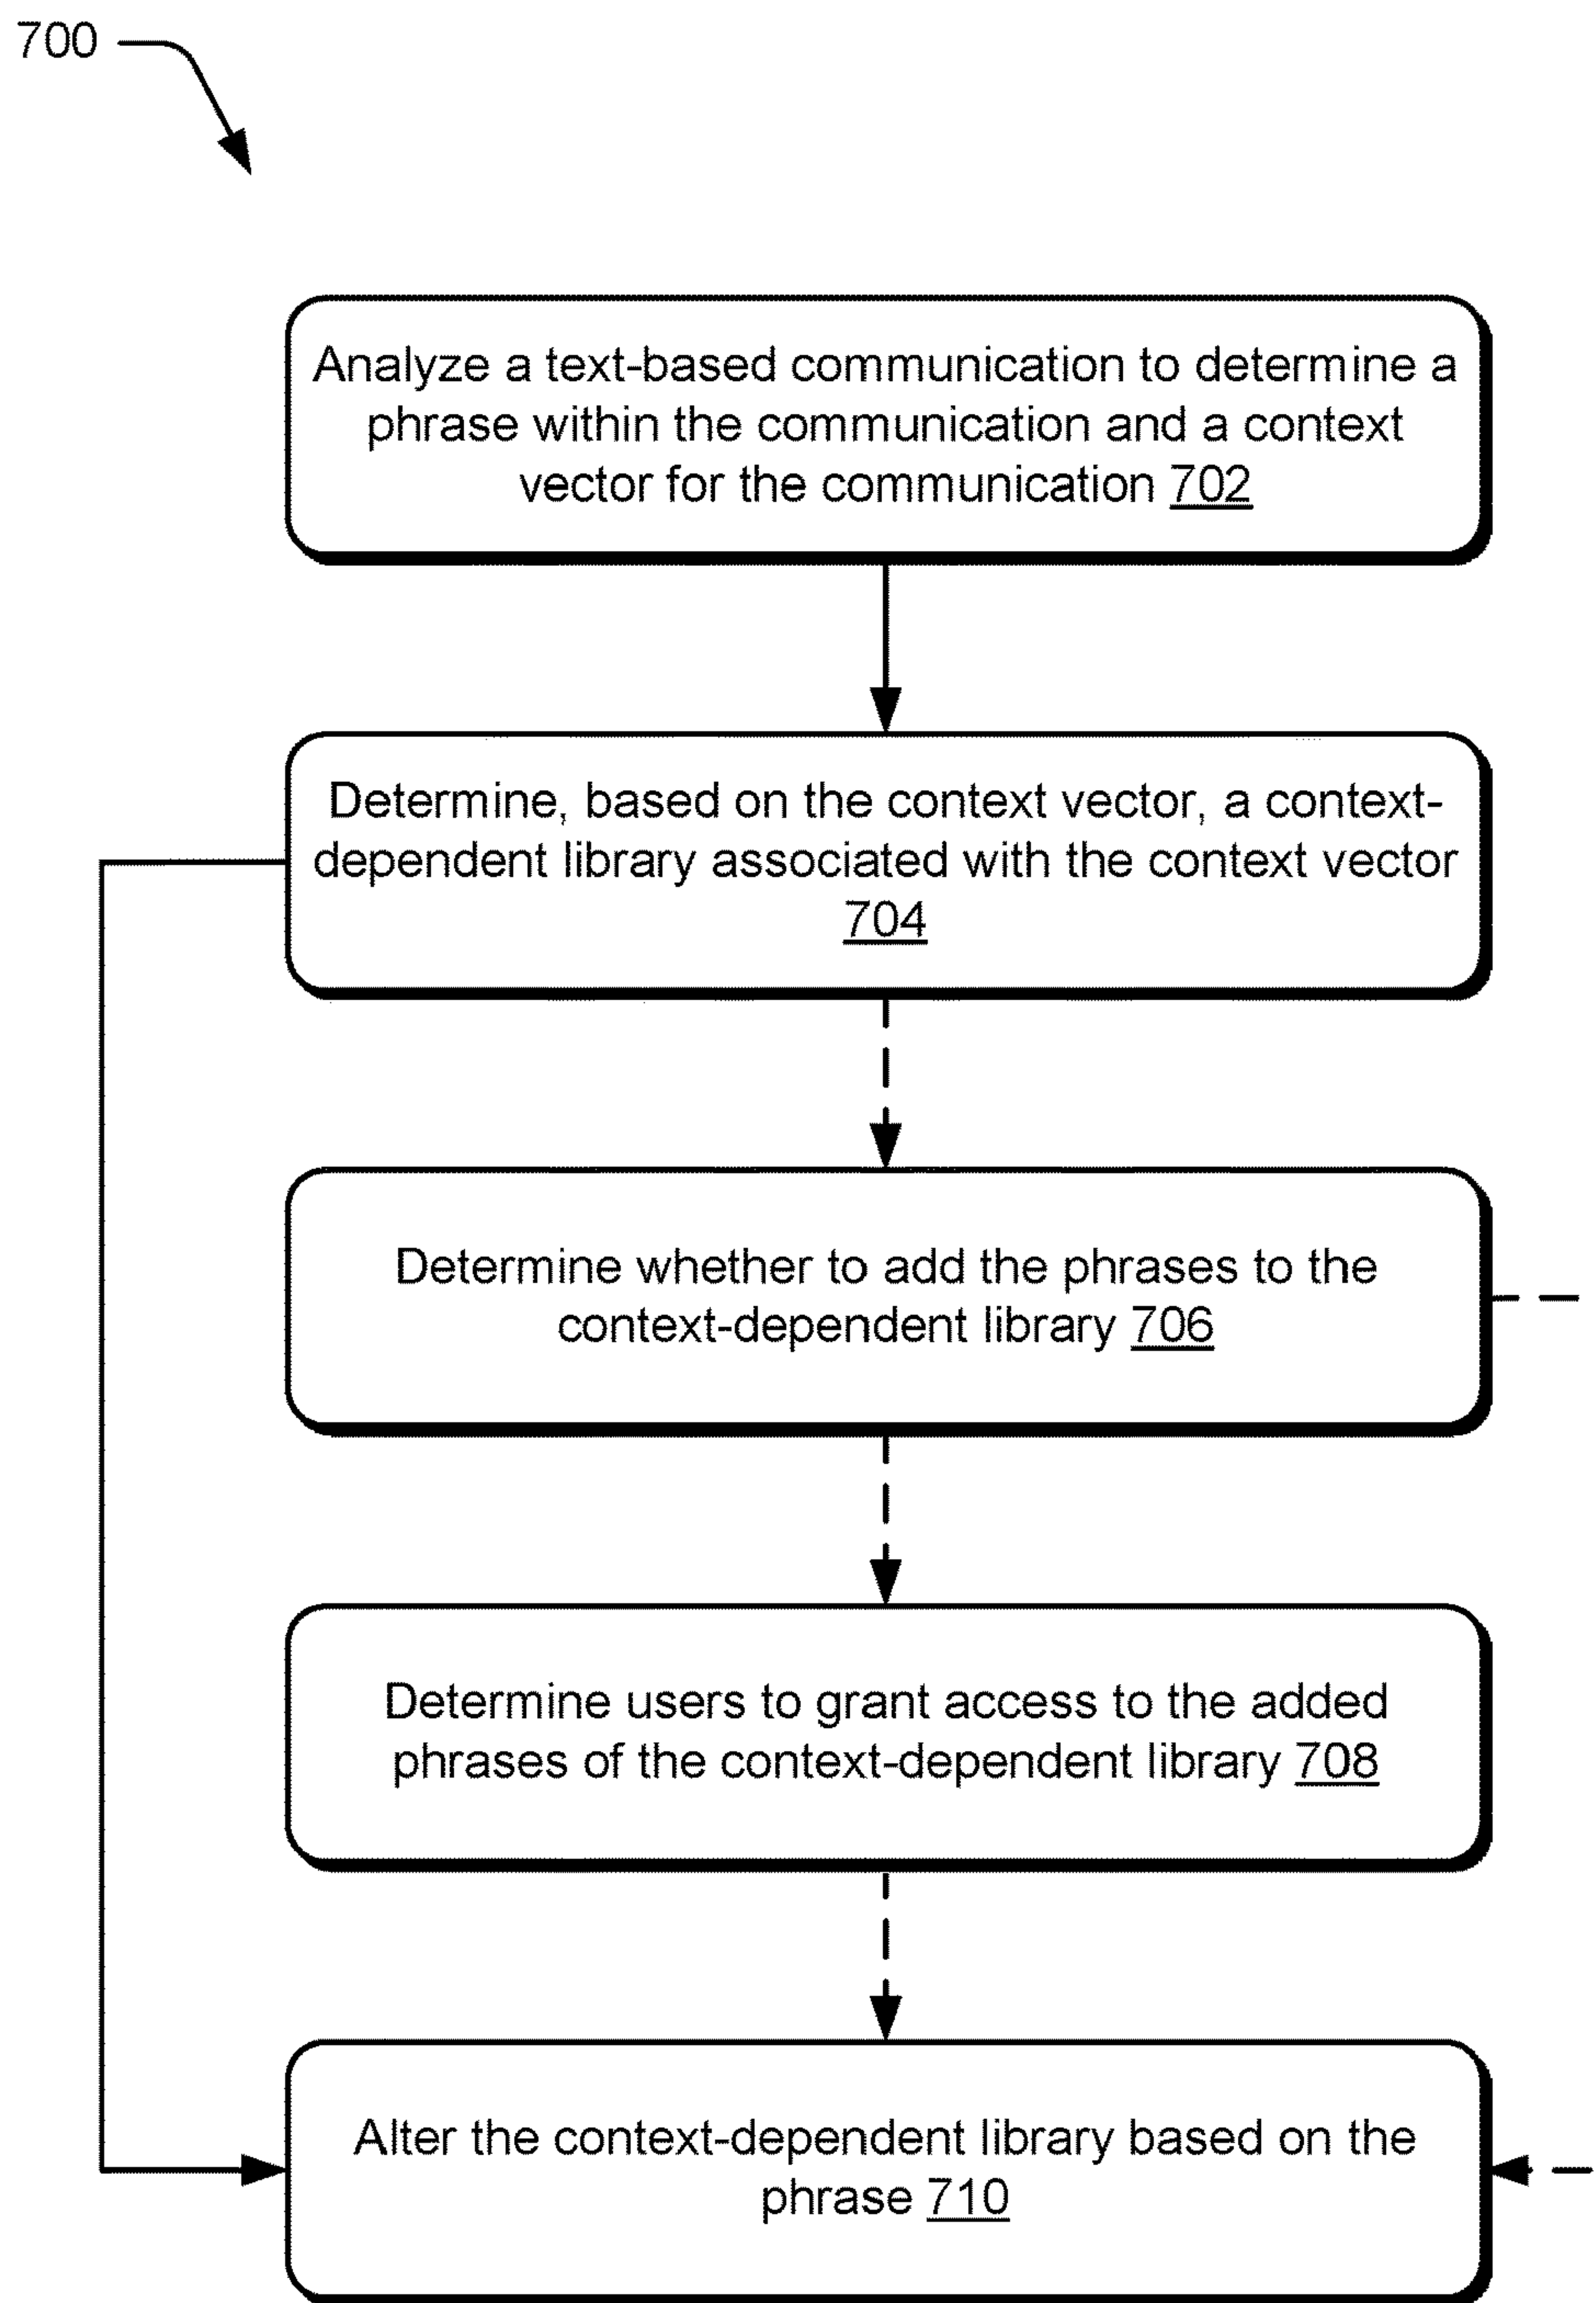 700
Analyze a text-based communication to determine a
phrase within the communication and a context
vector for the communication 702
Determine, based on the context vector, a context-
dependent library associated with the context vector
704
Determine whether to add the phrases to the
context-dependent library 706
Determine users to grant access to the added
phrases of the context-dependent library 708
Alter the context-dependent library based on the
phrase 710